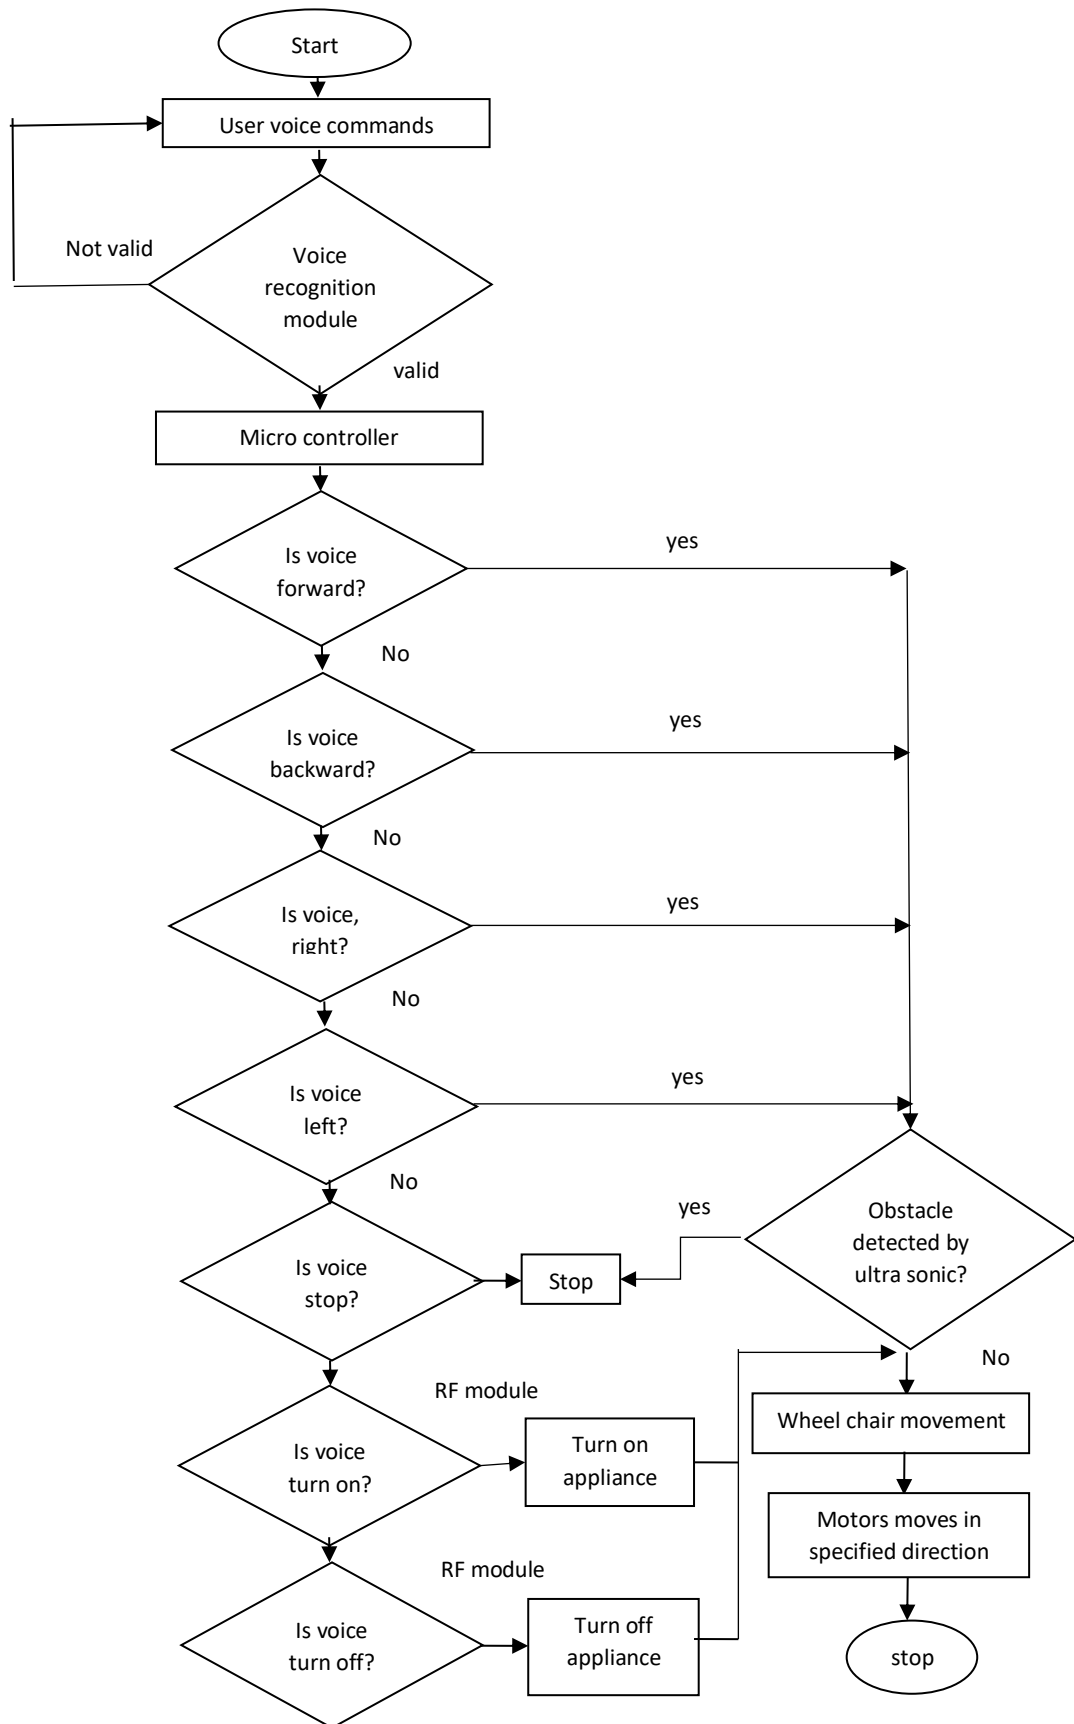 Start
User voice commands
Not valid
Voice
recognition
module
valid
Micro controller
Is voice
forward?
yes
No
Is voice
backward?
yes
No
Is voice,
right?
yes
No
Is voice
left?
yes
No
Obstacle
detected by
ultra sonic?
yes
No
Is voice
stop?
Stop
RF module
Is voice
turn on?
Turn on
appliance
Wheel chair movement
Motors moves in
specified direction
RF module
Is voice
turn off?
Turn off
appliance
stop